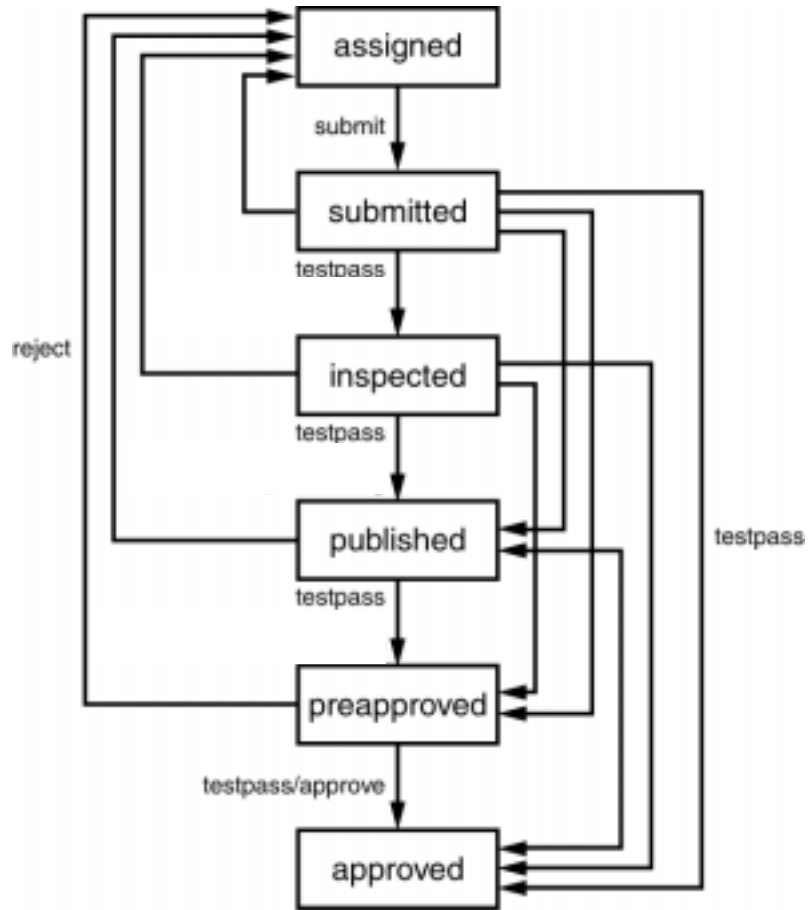 assigned
submit
submitted
testpass
reject
inspected
testpass
published
testpass
testpass
preapproved
testpass/approve
approved